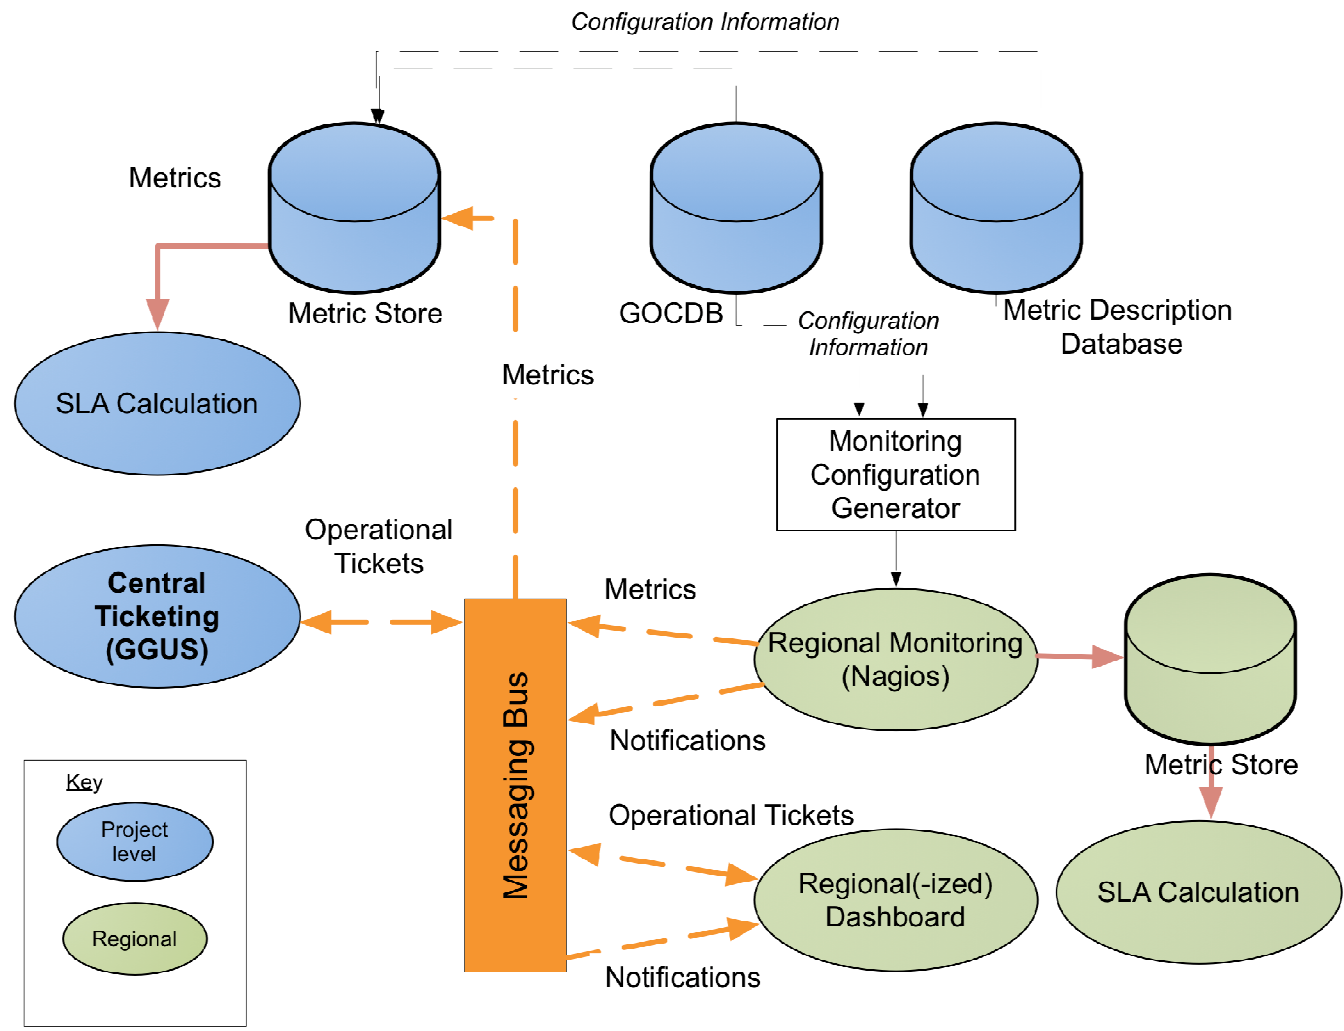 Configuration Information
Metrics
Metric Store
GOCDB
Configuration
Information
Metric Description
Database
Metrics
SLA Calculation
Monitoring
Configuration
Generator
Operational
Tickets
Central
Ticketing
(GGUS)
Metrics
Regional Monitoring
(Nagios)
Messaging Bus
Notifications
Metric Store
Key
Project
level
Regional
Operational Tickets
Regional(-ized)
Dashboard
SLA Calculation
Notifications